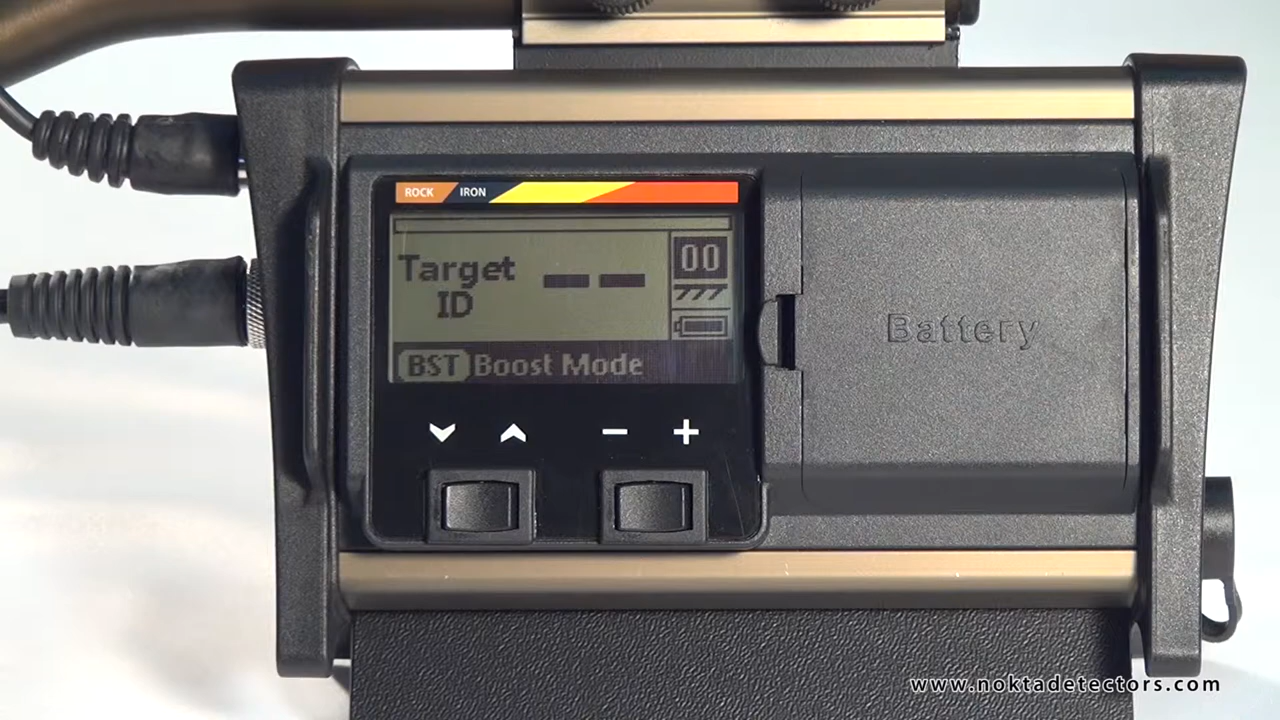 ROCK IRON
Target
ID
-- 
00
BST Boost Mode
Battery
www.noktadetectors.com